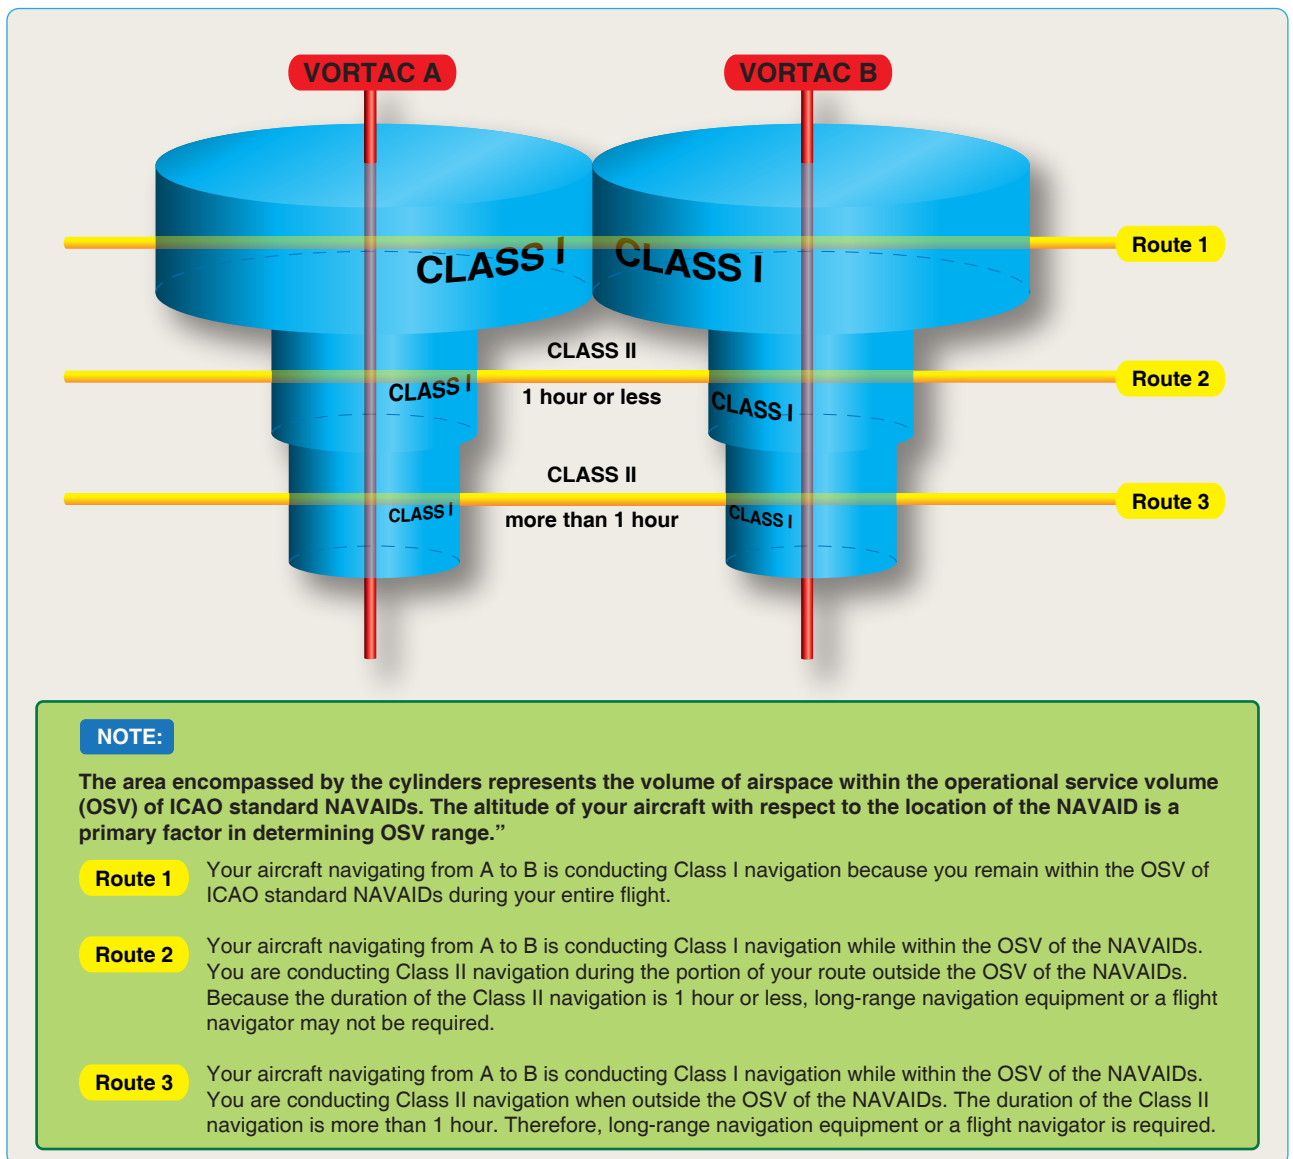 VORTAC A
VORTAC B
CLASS I
CLASS I
Route 1
CLASS II
1 hour or less
CLASS I
CLASS I
Route 2
CLASS II
more than 1 hour
CLASS I
CLASS I
Route 3
NOTE:
The area encompassed by the cylinders represents the volume of airspace within the operational service volume
(OSV) of ICAO standard NAVAIDs. The altitude of your aircraft with respect to the location of the NAVAID is a
primary factor in determining OSV range.”
Route 1
Your aircraft navigating from A to B is conducting Class I navigation because you remain within the OSV of
ICAO standard NAVAIDs during your entire flight.
Route 2
Your aircraft navigating from A to B is conducting Class I navigation while within the OSV of the NAVAIDs.
You are conducting Class II navigation during the portion of your route outside the OSV of the NAVAIDs.
Because the duration of the Class II navigation is 1 hour or less, long-range navigation equipment or a flight
navigator may not be required.
Route 3
Your aircraft navigating from A to B is conducting Class I navigation while within the OSV of the NAVAIDs.
You are conducting Class II navigation when outside the OSV of the NAVAIDs. The duration of the Class II
navigation is more than 1 hour. Therefore, long-range navigation equipment or a flight navigator is required.